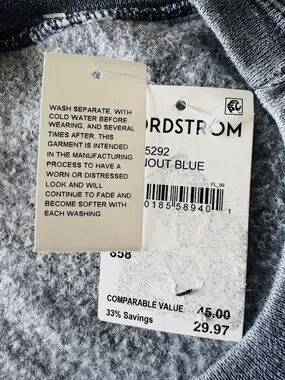 WASH SEPARATE, WITH
COLD WATER BEFORE
WEARING, AND SEVERAL
TIMES AFTER. THIS
GARMENT IS INTENDED
IN THE MANUFACTURING
PROCESS TO HAVE A
WORN OR DISTRESSED
LOOK AND WILL
CONTINUE TO FADE AND
BECOME SOFTER WITH
EACH WASHING
ORDSTROM
5292
NOUT BLUE
FL_99
0185 58940 1
658
COMPARABLE VALUE 45.00
33% Savings 29.97